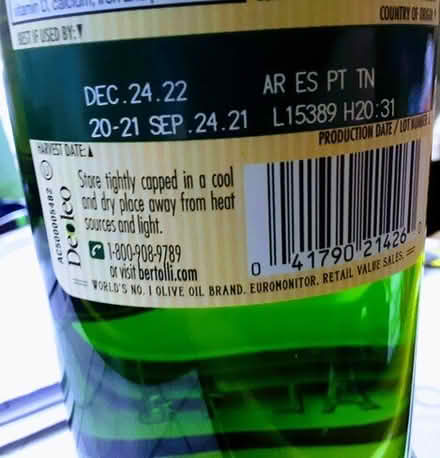 COUNTRY OF ORIGIN
BEST IF USED BY:▼
DEC.24.22 AR ES PT TN
20-21 SEP.24.21 L15389 H20:31
HARVEST DATE:▲ PRODUCTION DATE / LOT NUMBER
Store tightly capped in a cool
and dry place away from heat
sources and light.
1-800-908-9789
or visit bertolli.com
Deoleo
AC500005482
0 41790 21426
WORLD'S NO. 1 OLIVE OIL BRAND. EUROMONITOR, RETAIL VALUE SALES.